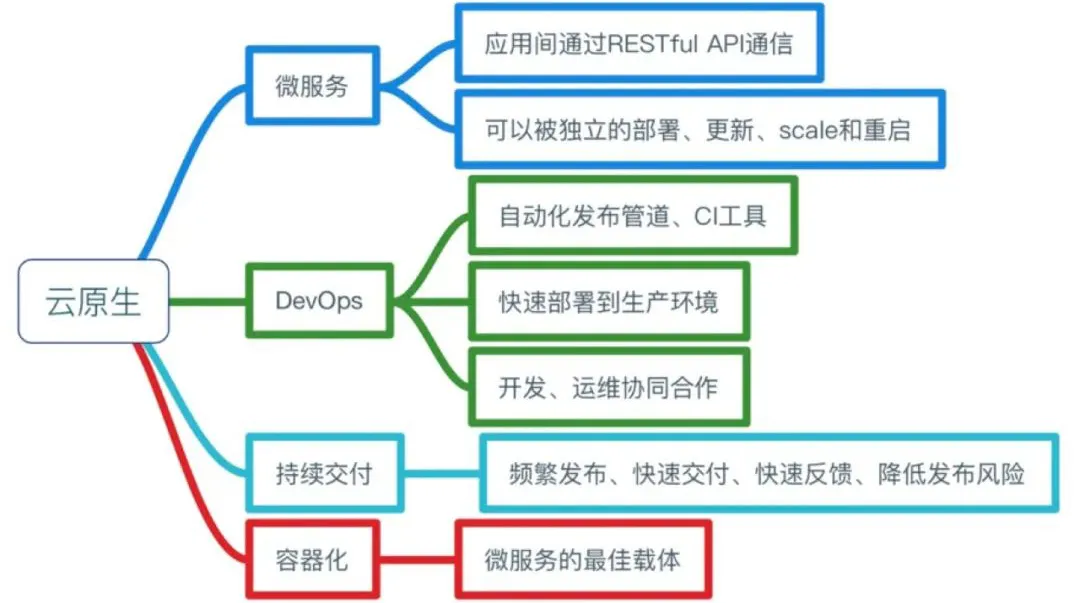 云原生
微服务
应用间通过RESTful API通信
可以被独立的部署、更新、scale和重启
DevOps
自动化发布管道、CI工具
快速部署到生产环境
开发、运维协同合作
持续交付
频繁发布、快速交付、快速反馈、降低发布风险
容器化
微服务的最佳载体